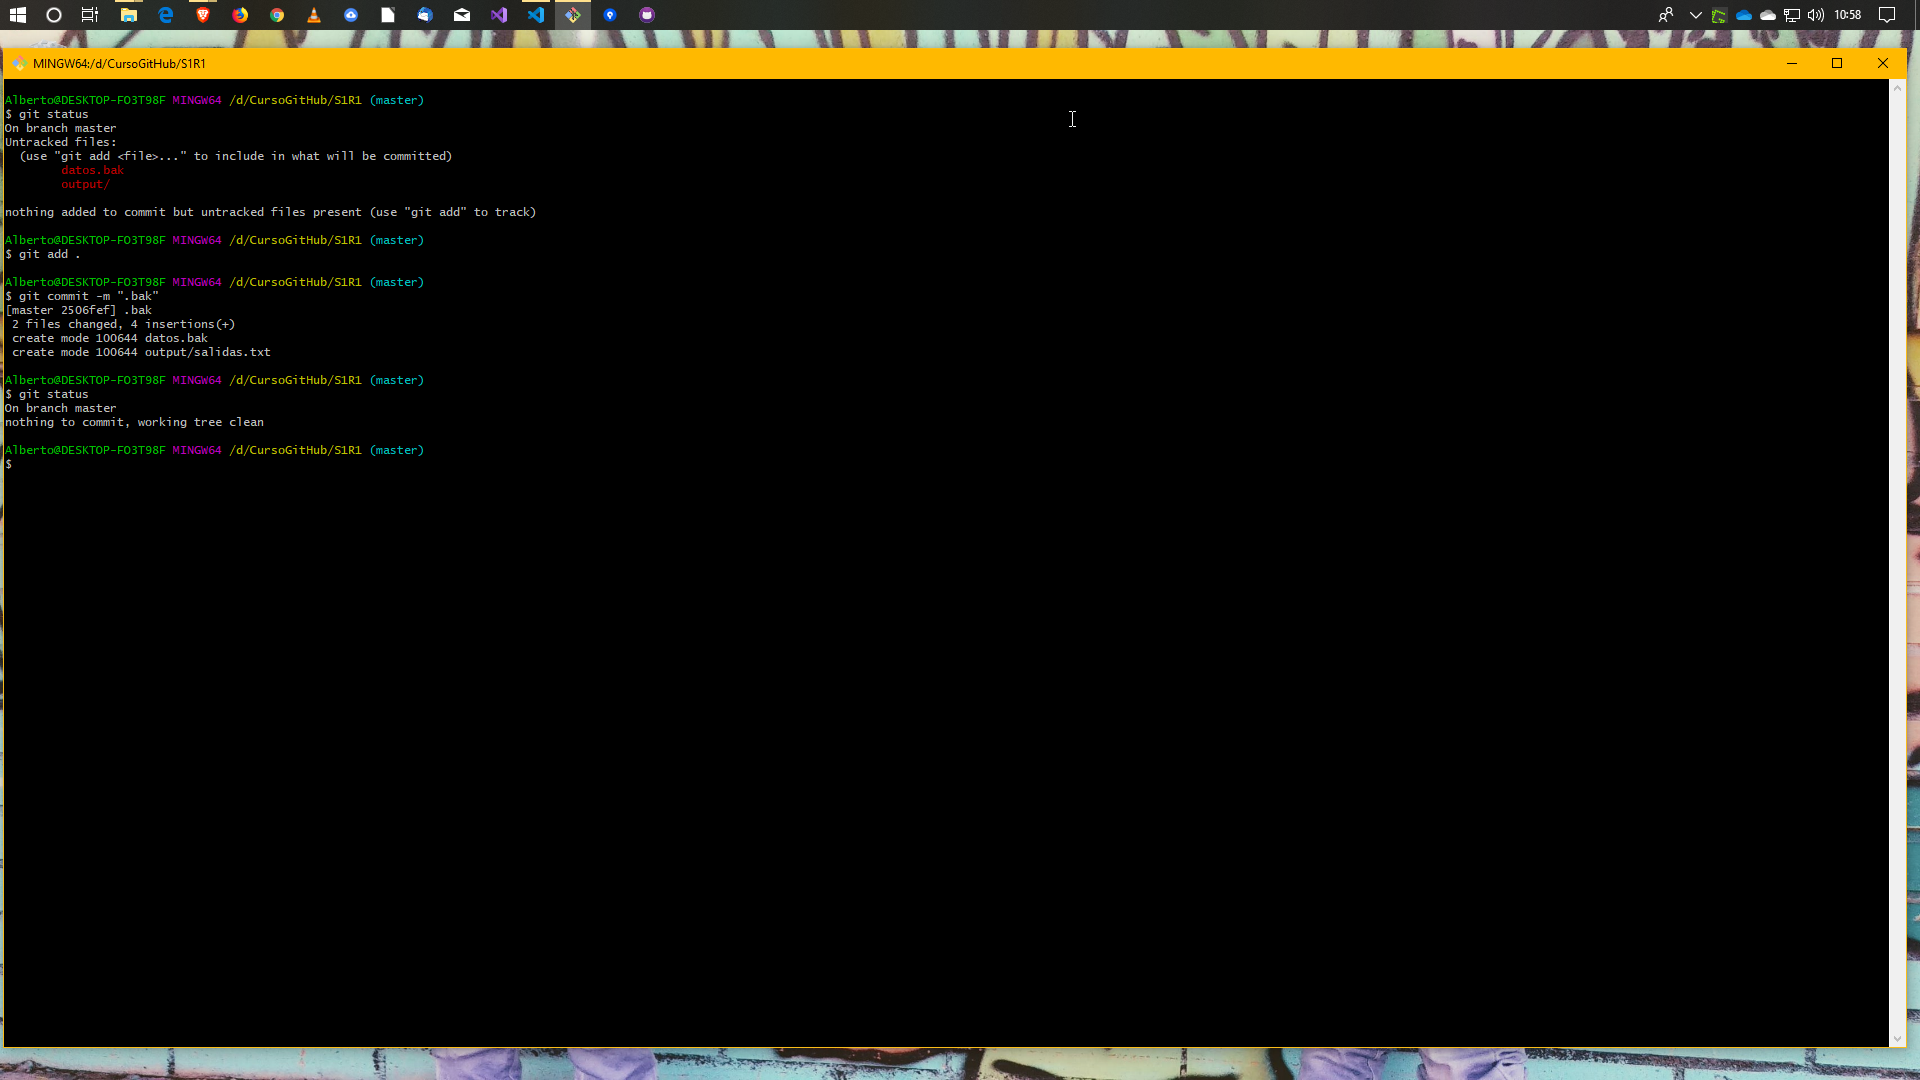 10:58
MINGW64:/d/CursoGitHub/S1R1
Alberto@DESKTOP-FO3T98F MINGW64 /d/CursoGitHub/S1R1 (master)
$ git status
On branch master
Untracked files:
  (use "git add <file>..." to include in what will be committed)
        datos.bak
        output/
nothing added to commit but untracked files present (use "git add" to track)
Alberto@DESKTOP-FO3T98F MINGW64 /d/CursoGitHub/S1R1 (master)
$ git add .
Alberto@DESKTOP-FO3T98F MINGW64 /d/CursoGitHub/S1R1 (master)
$ git commit -m ".bak"
[master 2506fef] .bak
 2 files changed, 4 insertions(+)
 create mode 100644 datos.bak
 create mode 100644 output/salidas.txt
Alberto@DESKTOP-FO3T98F MINGW64 /d/CursoGitHub/S1R1 (master)
$ git status
On branch master
nothing to commit, working tree clean
Alberto@DESKTOP-FO3T98F MINGW64 /d/CursoGitHub/S1R1 (master)
$